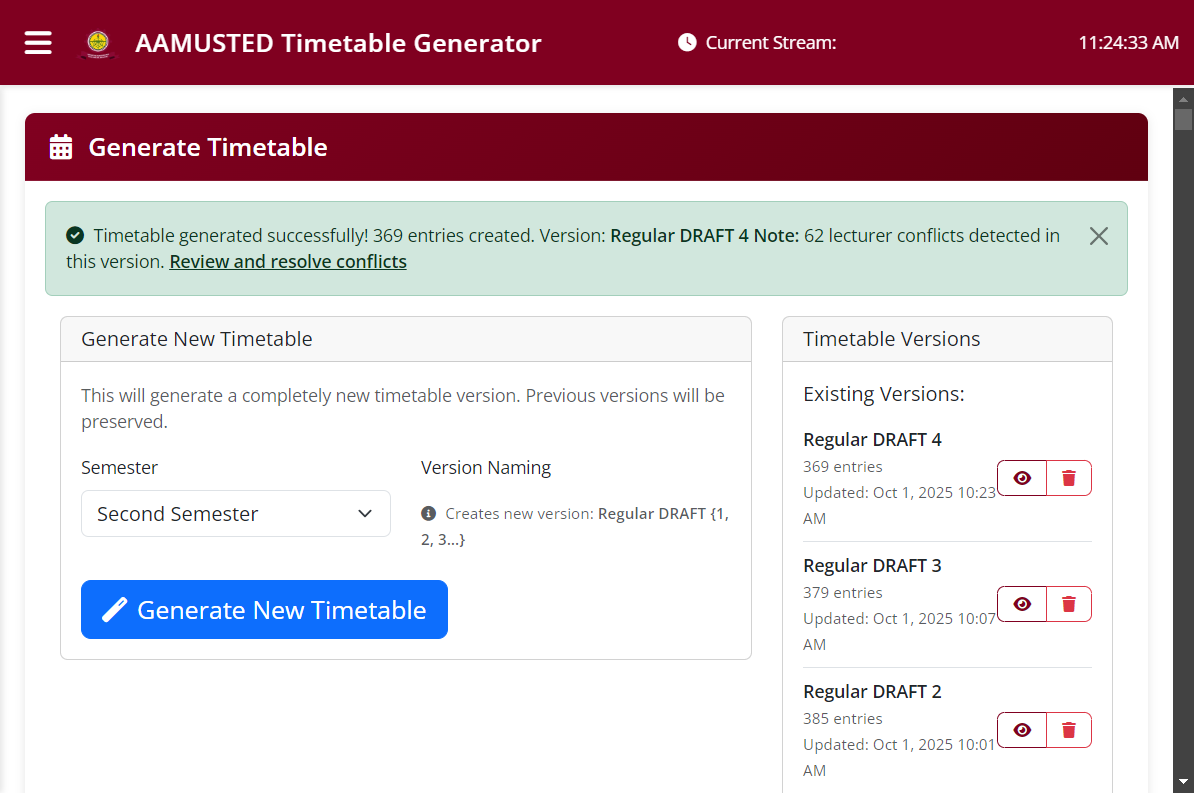 AAMUSTED Timetable Generator
Current Stream:
11:24:33 AM
Generate Timetable
Timetable generated successfully! 369 entries created. Version: Regular DRAFT 4 Note: 62 lecturer conflicts detected in
this version. Review and resolve conflicts
Generate New Timetable
This will generate a completely new timetable version. Previous versions will be
preserved.
Semester
Second Semester
Version Naming
Creates new version: Regular DRAFT {1,
2, 3...}
Generate New Timetable
Timetable Versions
Existing Versions:
Regular DRAFT 4
369 entries
Updated: Oct 1, 2025 10:23
AM
Regular DRAFT 3
379 entries
Updated: Oct 1, 2025 10:07
AM
Regular DRAFT 2
385 entries
Updated: Oct 1, 2025 10:01
AM